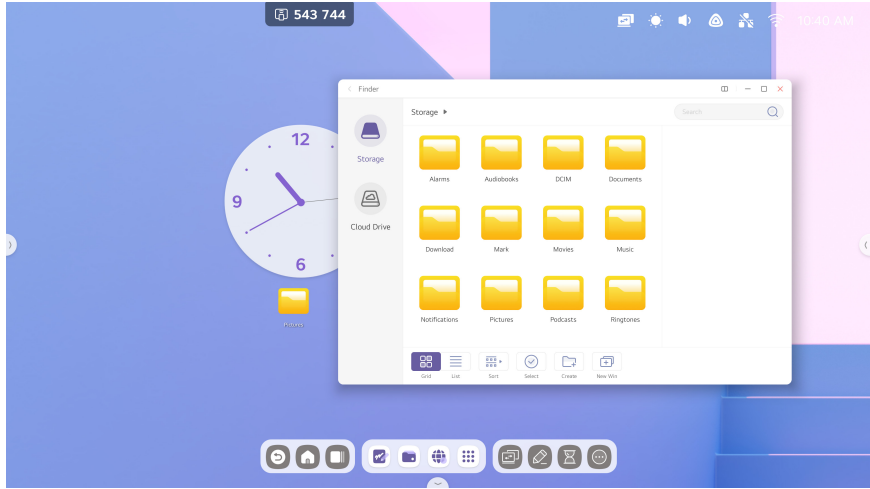 543 744
10:40 AM
Finder
Storage
Search
12
9
6
Storage
Cloud Drive
Alarms
Audiobooks
DCIM
Documents
Download
Mark
Movies
Music
Notifications
Pictures
Podcasts
Ringtones
Pictures
Grid
List
Sort
Select
Create
New Win